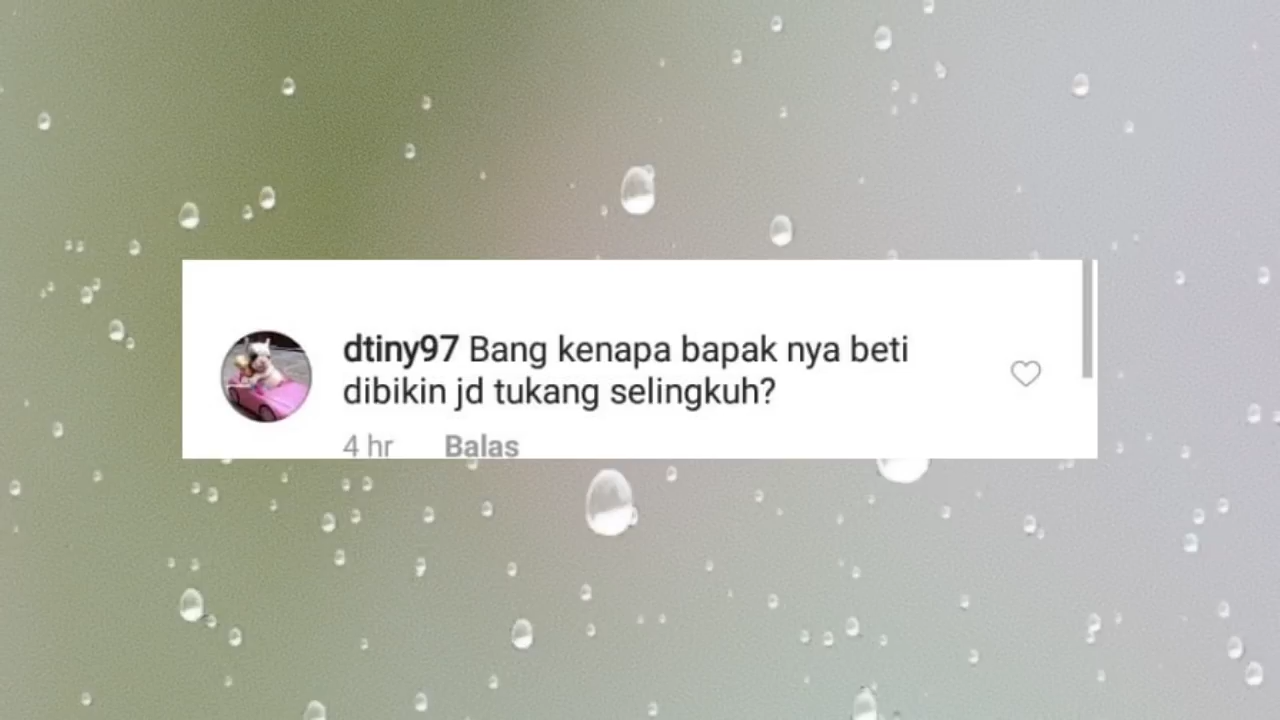 dtiny97 Bang kenapa bapak nya beti
dibikin jd tukang selingkuh?
4 hr Balas